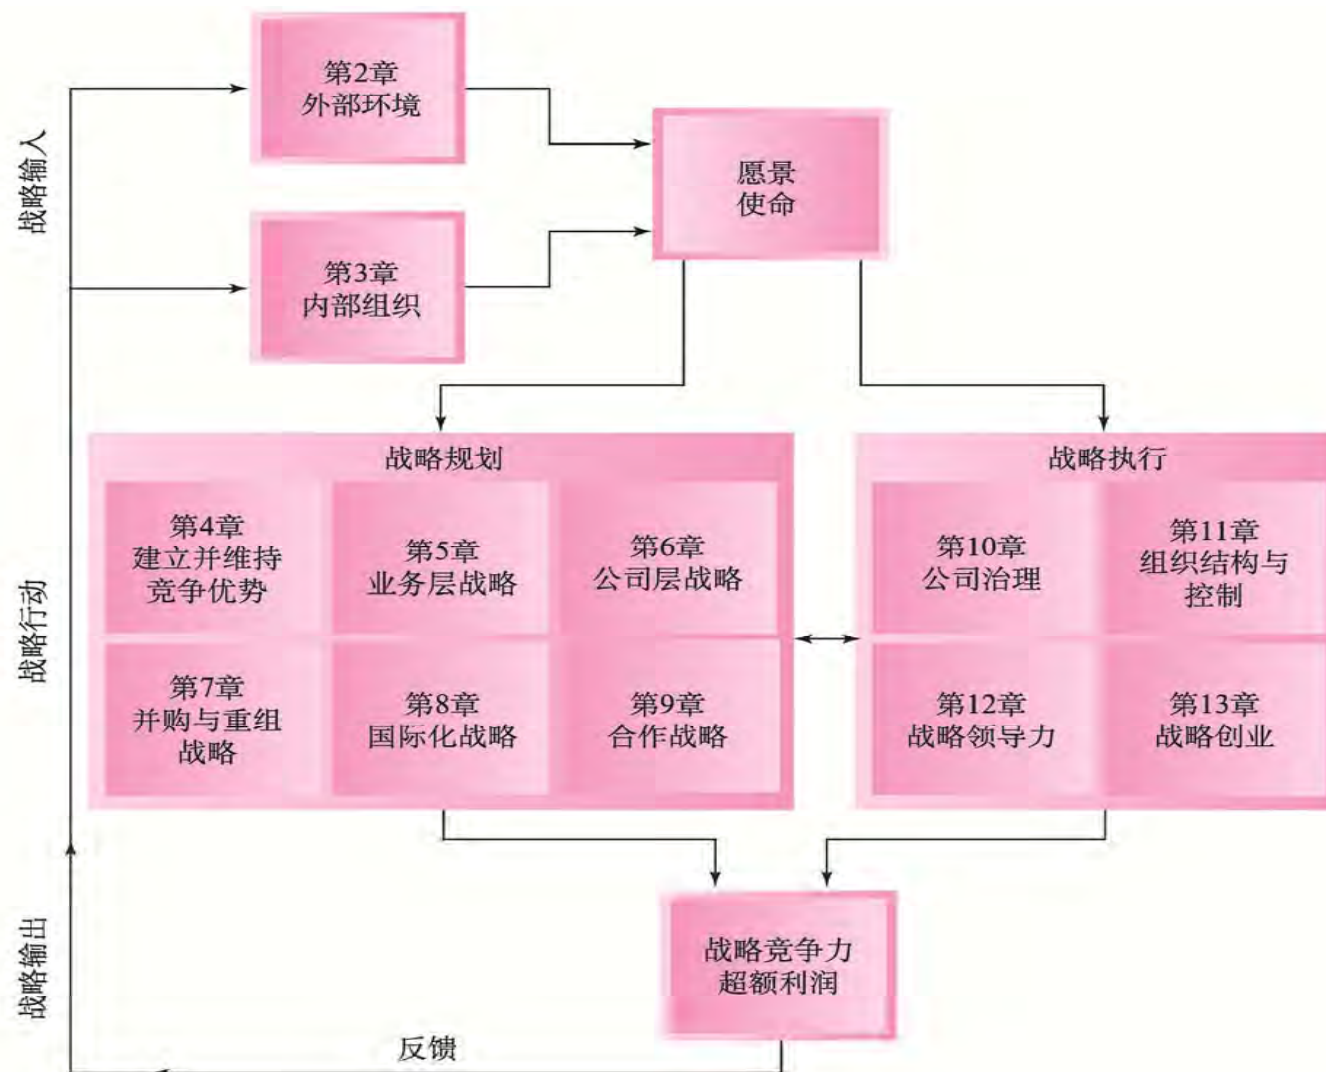 战略输入
第2章
外部环境
第3章
内部组织
愿景
使命
战略行动
战略规划
第4章
建立并维持
竞争优势
第5章
业务层战略
第6章
公司层战略
第7章
并购与重组
战略
第8章
国际化战略
第9章
合作战略
战略执行
第10章
公司治理
第11章
组织结构与
控制
第12章
战略领导力
第13章
战略创业
战略输出
战略竞争力
超额利润
反馈